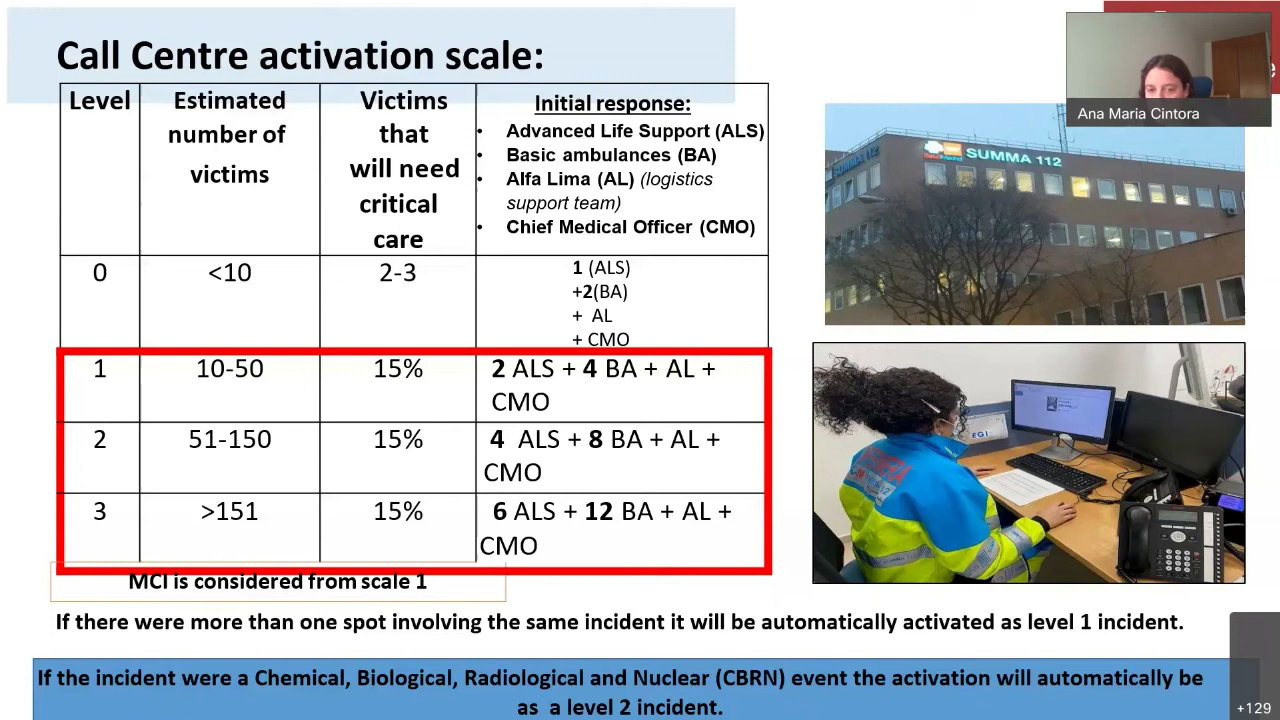 Call Centre activation scale:
Level
Estimated
number of
victims
Victims
that
will need
critical
care
Initial response:
• Advanced Life Support (ALS)
• Basic ambulances (BA)
• Alfa Lima (AL) (logistics
support team)
• Chief Medical Officer (CMO)
0
<10
2-3
1 (ALS)
+2(BA)
+ AL
+ CMO
1
10-50
15%
2 ALS + 4 BA + AL +
CMO
2
51-150
15%
4 ALS + 8 BA + AL +
CMO
3
>151
15%
6 ALS + 12 BA + AL +
CMO
MCI is considered from scale 1
If there were more than one spot involving the same incident it will be automatically activated as level 1 incident.
If the incident were a Chemical, Biological, Radiological and Nuclear (CBRN) event the activation will automatically be
as a level 2 incident.
Ana Maria Cintora
SUMMA 112
SUMMA 112
EGI
+129